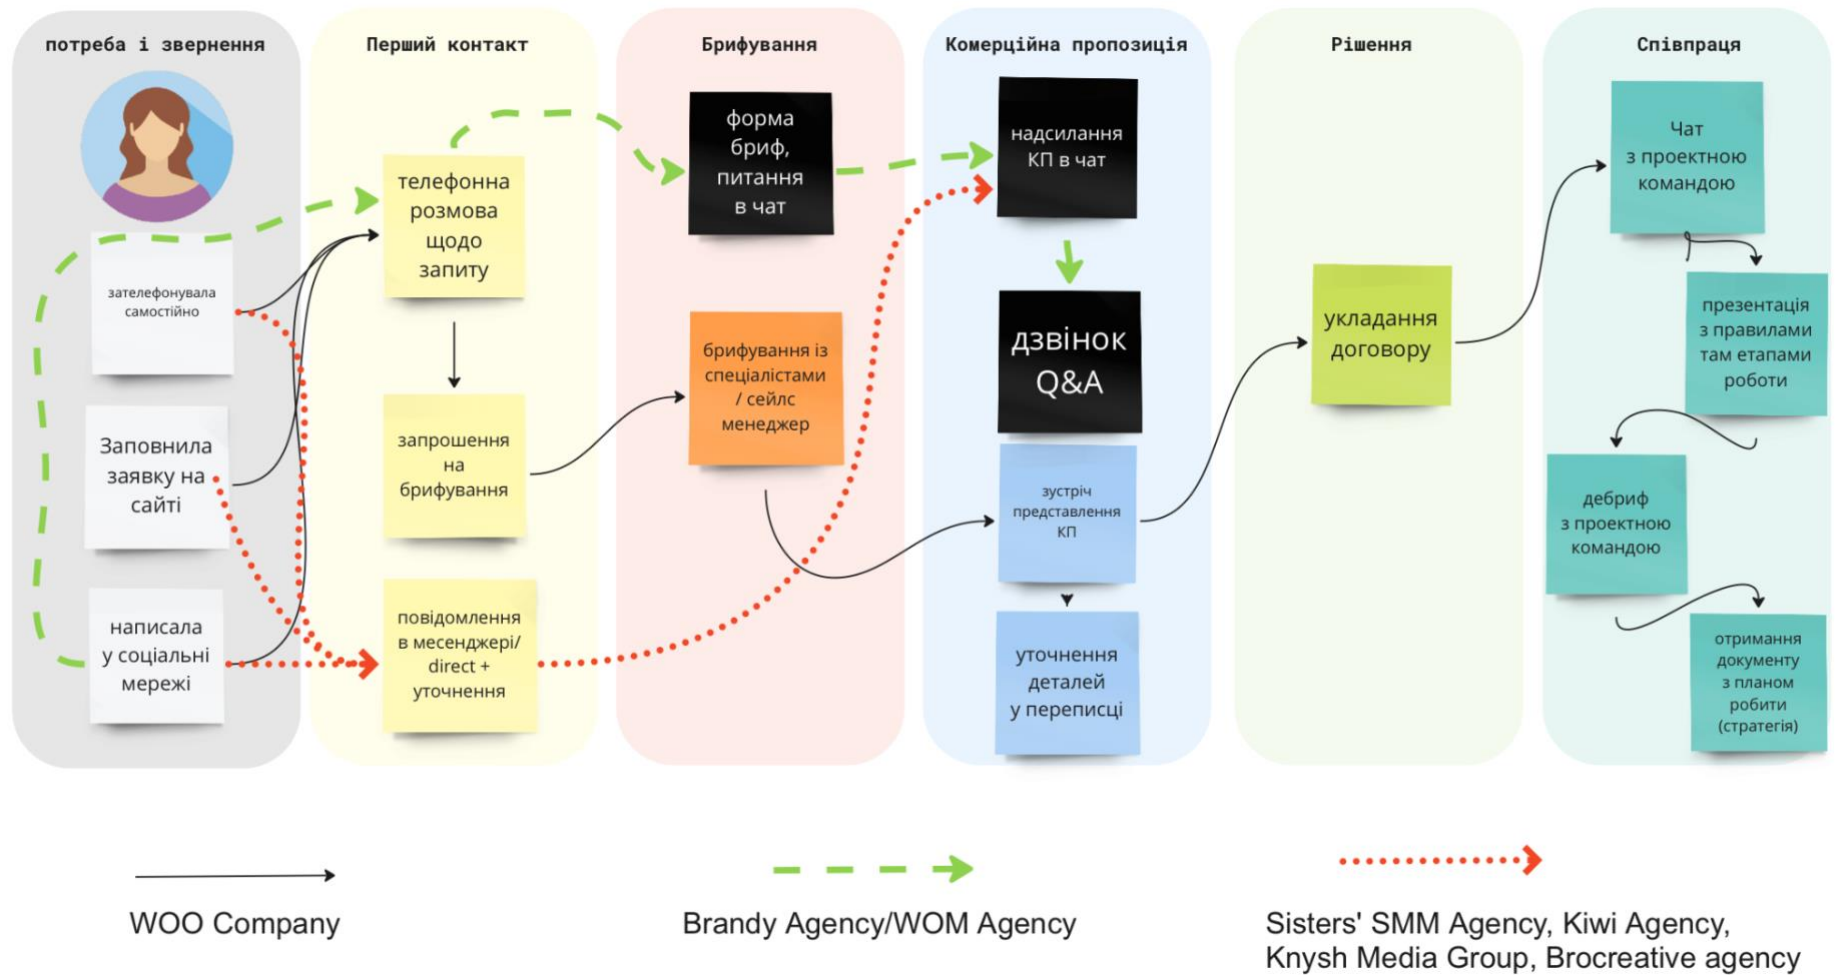 потреба і звернення
Перший контакт
Брифування
Комерційна пропозиція
Рішення
Співпраця
зателефонувала
самостійно
Заповнила
заявку на
сайті
написала
у соціальні
мережі
телефонна
розмова
щодо
запиту
запрошення
на
брифування
повідомлення
в месенджері/
direct +
уточнення
форма
бриф,
питання
в чат
брифування із
спеціалістами
/ сейлс
менеджер
надсилання
КП в чат
дзвінок
Q&A
зустріч
представлення
КП
уточнення
деталей
у переписці
укладання
договору
Чат
з проектною
командою
презентація
з правилами
там етапами
роботи
дебриф
з проектною
командою
отримання
документу
з планом
робити
(стратегія)
WOO Company
Brandy Agency/WOM Agency
Sisters' SMM Agency, Kiwi Agency,
Knysh Media Group, Brocreative agency